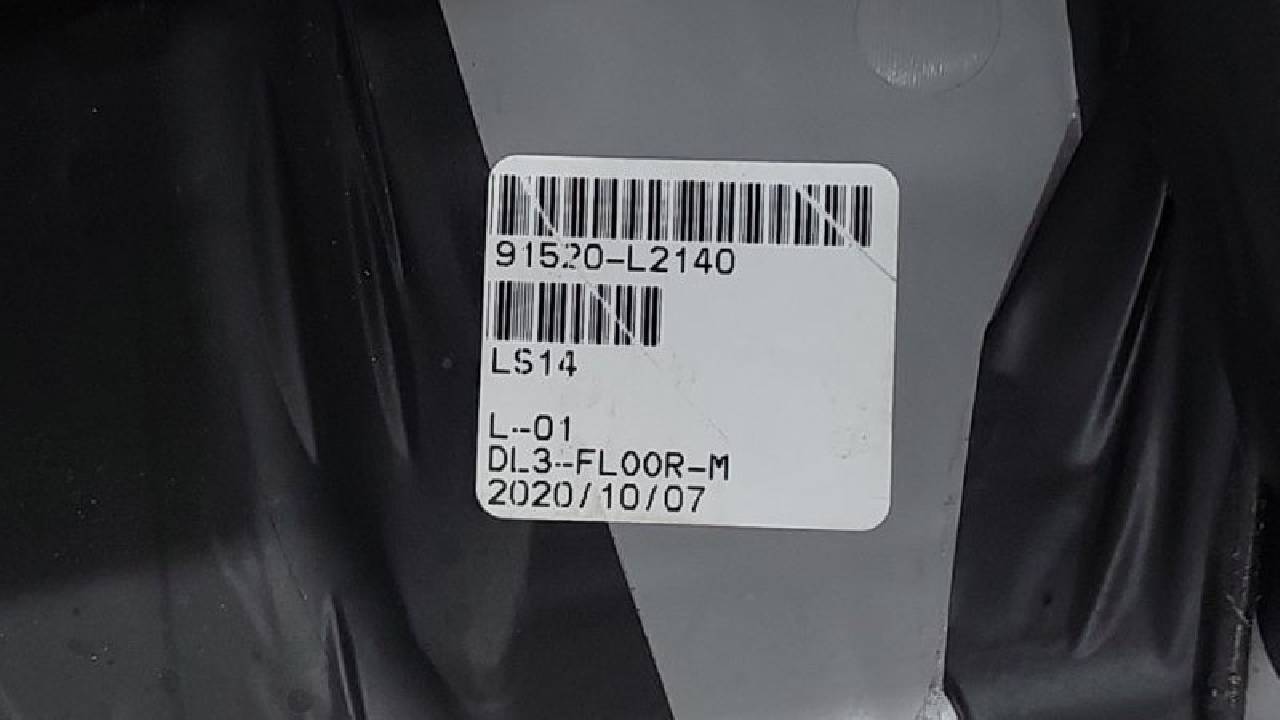 91520-L2140
LS14
L-01
DL3-FLOOR-M
2020/10/07